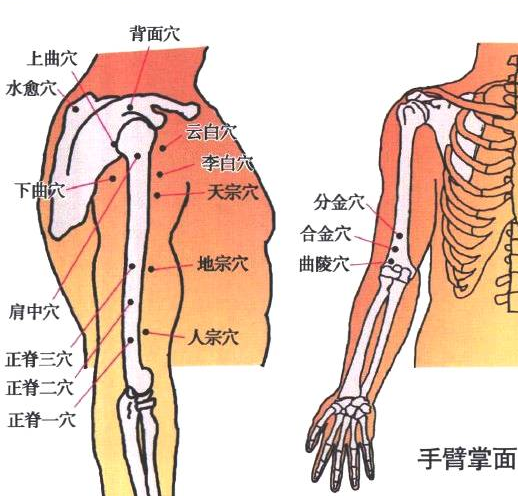 背面穴
上曲穴
水愈穴
云白穴
李白穴
下曲穴
天宗穴
分金穴
合金穴
地宗穴
曲陵穴
肩中穴
人宗穴
正脊三穴
正脊二穴
正脊一穴
手臂掌面